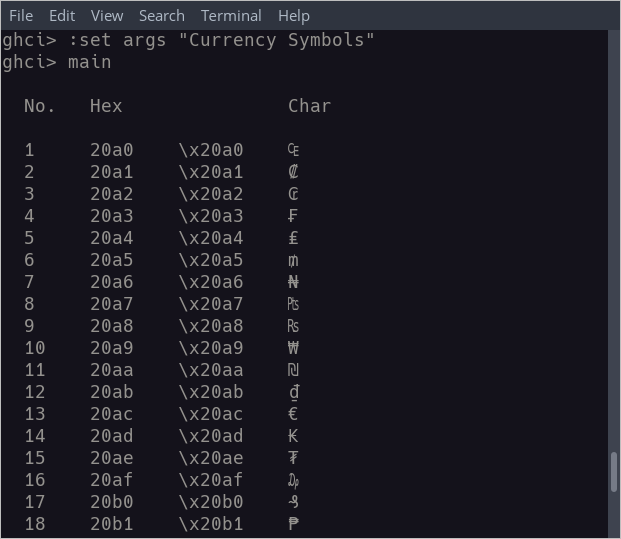 File Edit View Search Terminal Help
ghci> :set args "Currency Symbols"
ghci> main
No. Hex Char
1 20a0 \x20a0 ₠
2 20a1 \x20a1 ₡
3 20a2 \x20a2 ₢
4 20a3 \x20a3 ₣
5 20a4 \x20a4 ₤
6 20a5 \x20a5 ₥
7 20a6 \x20a6 ₦
8 20a7 \x20a7 ₧
9 20a8 \x20a8 ₨
10 20a9 \x20a9 ₩
11 20aa \x20aa ₪
12 20ab \x20ab ₫
13 20ac \x20ac €
14 20ad \x20ad ₭
15 20ae \x20ae ₮
16 20af \x20af ₯
17 20b0 \x20b0 ₰
18 20b1 \x20b1 ₱